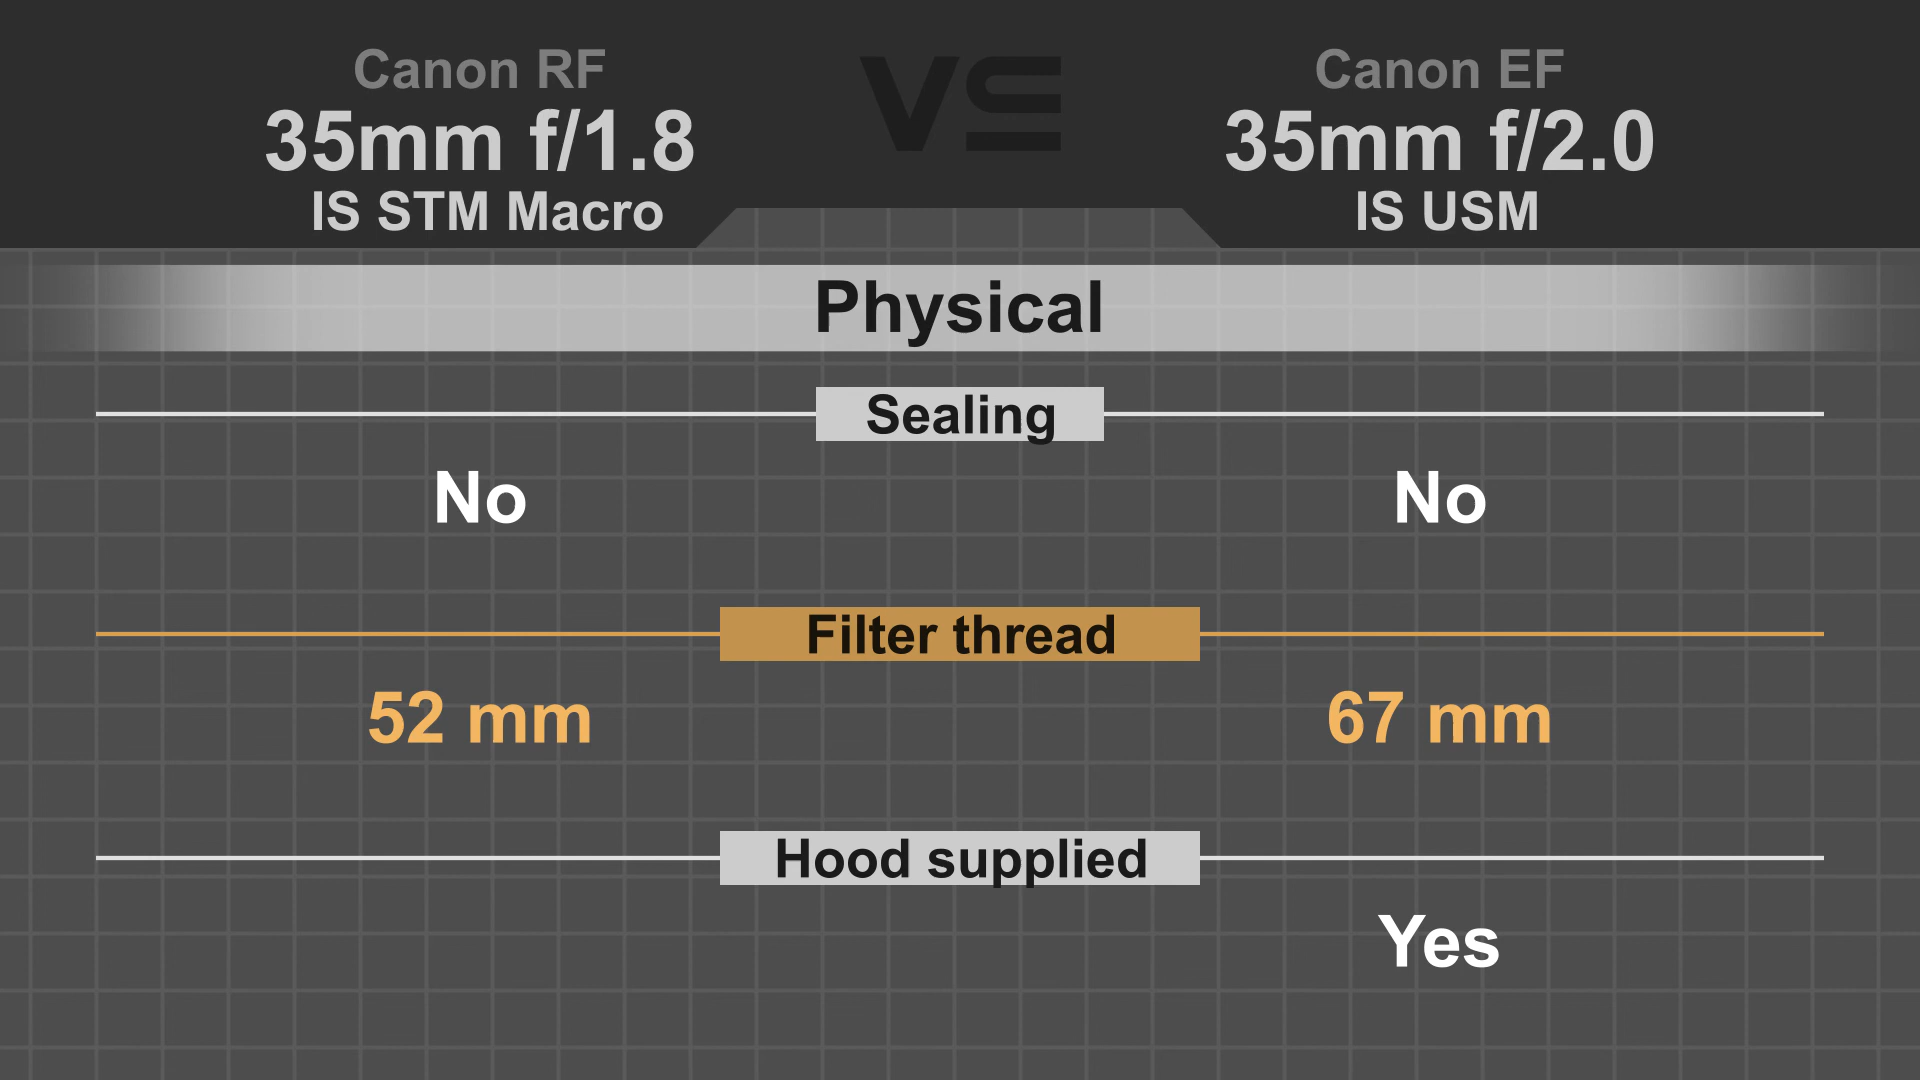 Canon RF
35mm f/1.8
IS STM Macro
VS
Canon EF
35mm f/2.0
IS USM
Physical
Sealing
No
No
Filter thread
52 mm
67 mm
Hood supplied
Yes